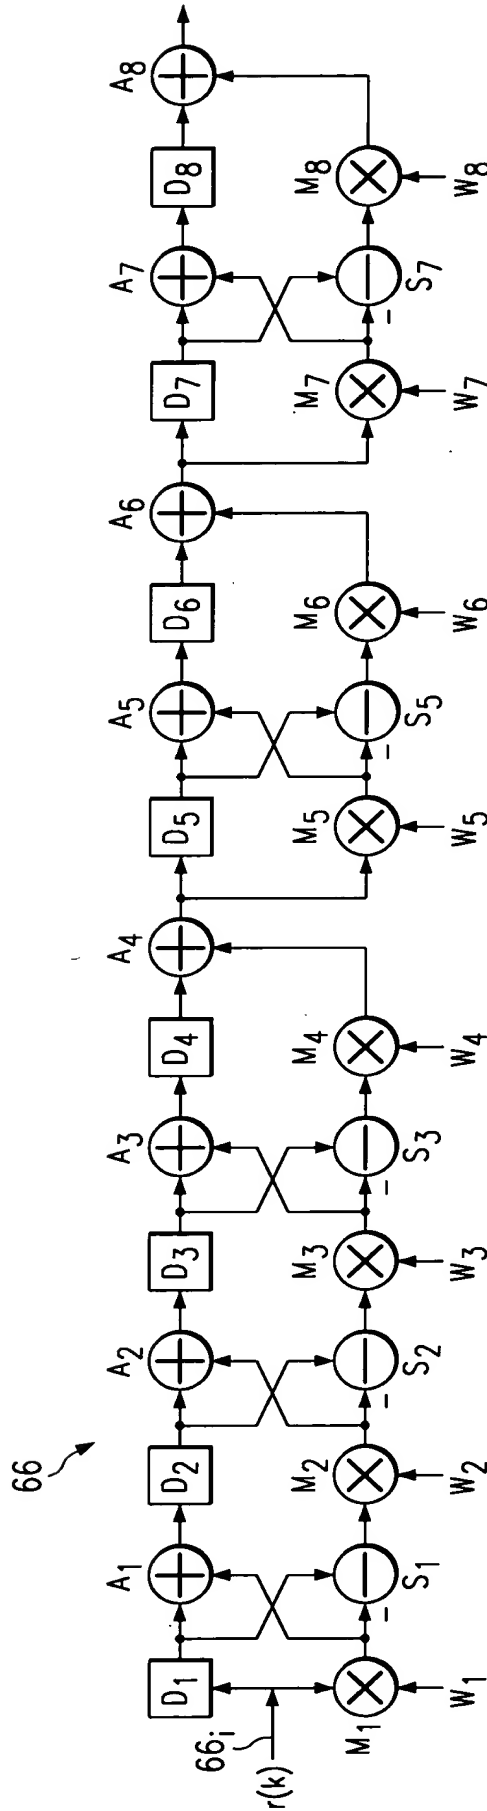 66
A1 A2 A3 A4 A5 A6 A7 A8
D1 D2 D3 D4 D5 D6 D7 D8
66i
r(k)
M1 S1 M2 S2 M3 S3 M4 M5 S5 M6 M7 S7 M8
W1 W2 W3 W4 W5 W6 W7 W8